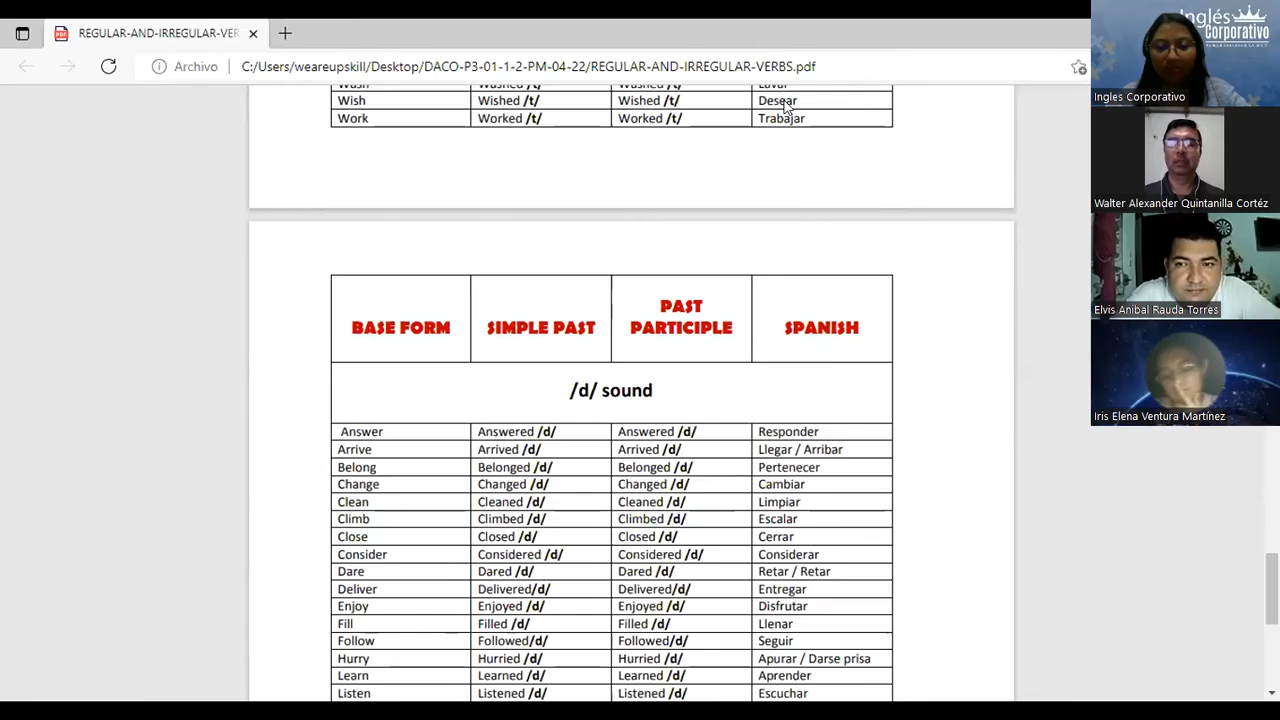 REGULAR-AND-IRREGULAR-VER
Archivo C:/Users/weareupskill/Desktop/DACO-P3-01-1-2-PM-04-22/REGULAR-AND-IRREGULAR-VERBS.pdf
Wash Washed /t/ Washed /t/ Lavar
Wish Wished /t/ Wished /t/ Desear
Work Worked /t/ Worked /t/ Trabajar
BASE FORM SIMPLE PAST PAST PARTICIPLE SPANISH
/d/ sound
Answer Answered /d/ Answered /d/ Responder
Arrive Arrived /d/ Arrived /d/ Llegar / Arribar
Belong Belonged /d/ Belonged /d/ Pertenecer
Change Changed /d/ Changed /d/ Cambiar
Clean Cleaned /d/ Cleaned /d/ Limpiar
Climb Climbed /d/ Climbed /d/ Escalar
Close Closed /d/ Closed /d/ Cerrar
Consider Considered /d/ Considered /d/ Considerar
Dare Dared /d/ Dared /d/ Retar / Retar
Deliver Delivered/d/ Delivered/d/ Entregar
Enjoy Enjoyed /d/ Enjoyed /d/ Disfrutar
Fill Filled /d/ Filled /d/ Llenar
Follow Followed/d/ Followed/d/ Seguir
Hurry Hurried /d/ Hurried /d/ Apurar / Darse prisa
Learn Learned /d/ Learned /d/ Aprender
Listen Listened /d/ Listened /d/ Escuchar
Inglés
Corporativo
Ingles Corporativo
Walter Alexander Quintanilla Cortéz
Elvis Anibal Rauda Torres
Iris Elena Ventura Martínez